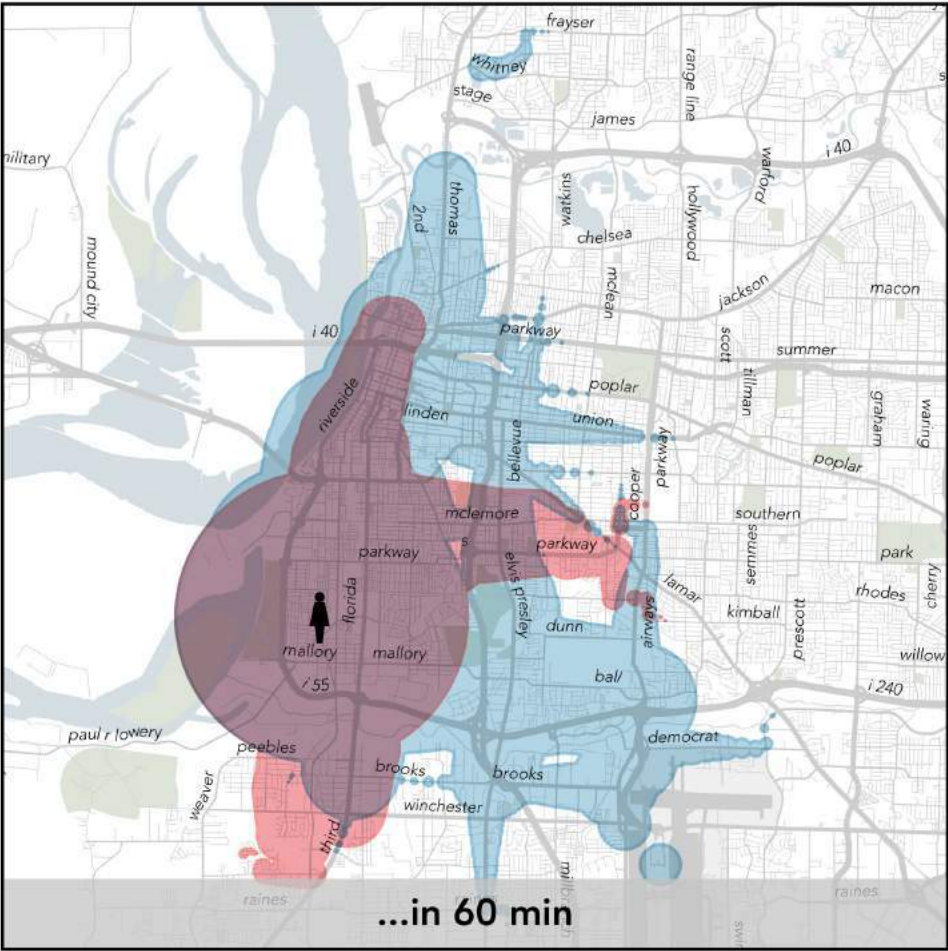 frayser
whitney
stage
range line
james
i 40
military
warford
thomas
2nd
watkins
hollywood
chelsea
mound city
mclean
jackson
macon
i 40
parkway
scott
summer
tillman
poplar
riverside
linden
union
graham
waring
bellevue
parkway
poplar
cooper
mclemore
southern
s
parkway
parkway
semmes
park
elvis presley
lamar
rhodes
cherry
florida
airways
kimball
prescott
dunn
mallory
mallory
willow
ball
i 55
i 240
paul r lowery
democrat
peebles
brooks
brooks
weaver
winchester
third
raines
raines
...in 60 min